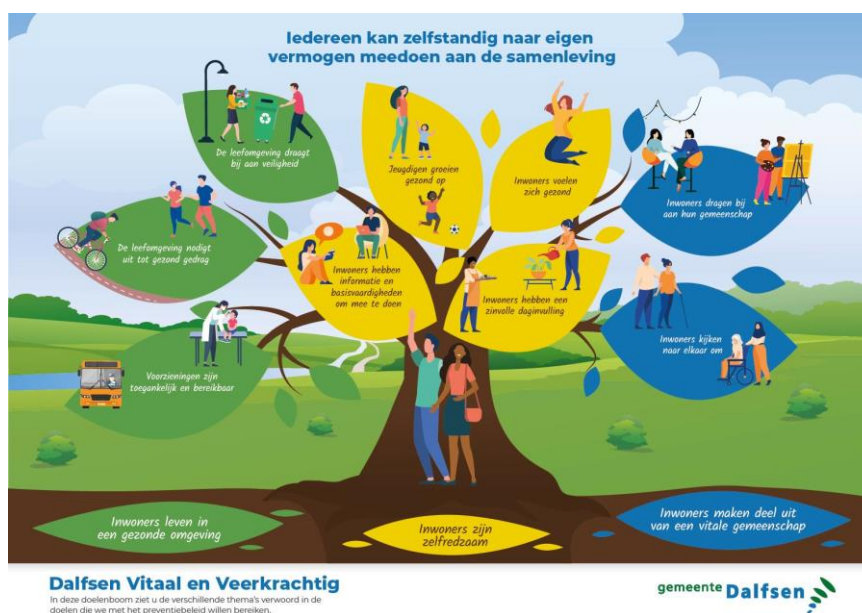 Iedereen kan zelfstandig naar eigen
vermogen meedoen aan de samenleving
De leefomgeving draagt
bij aan veiligheid
Jeugdigen groeien
gezond op
Inwoners voelen
zich gezond
Inwoners dragen bij
aan hun gemeenschap
De leefomgeving nodigt
uit tot gezond gedrag
Inwoners hebben
informatie en
basisvaardigheden
om mee te doen
Inwoners hebben een
zinvolle daginvulling
Inwoners kijken
naar elkaar om
Voorzieningen zijn
toegankelijk en bereikbaar
Inwoners leven in
een gezonde omgeving
Inwoners zijn
zelfredzaam
Inwoners maken deel uit
van een vitale gemeenschap
Dalfsen Vitaal en Veerkrachtig
In deze doelenboom ziet u de verschillende thema's verwoord in de
doelen die we met het preventiebeleid willen bereiken.
gemeente Dalfsen